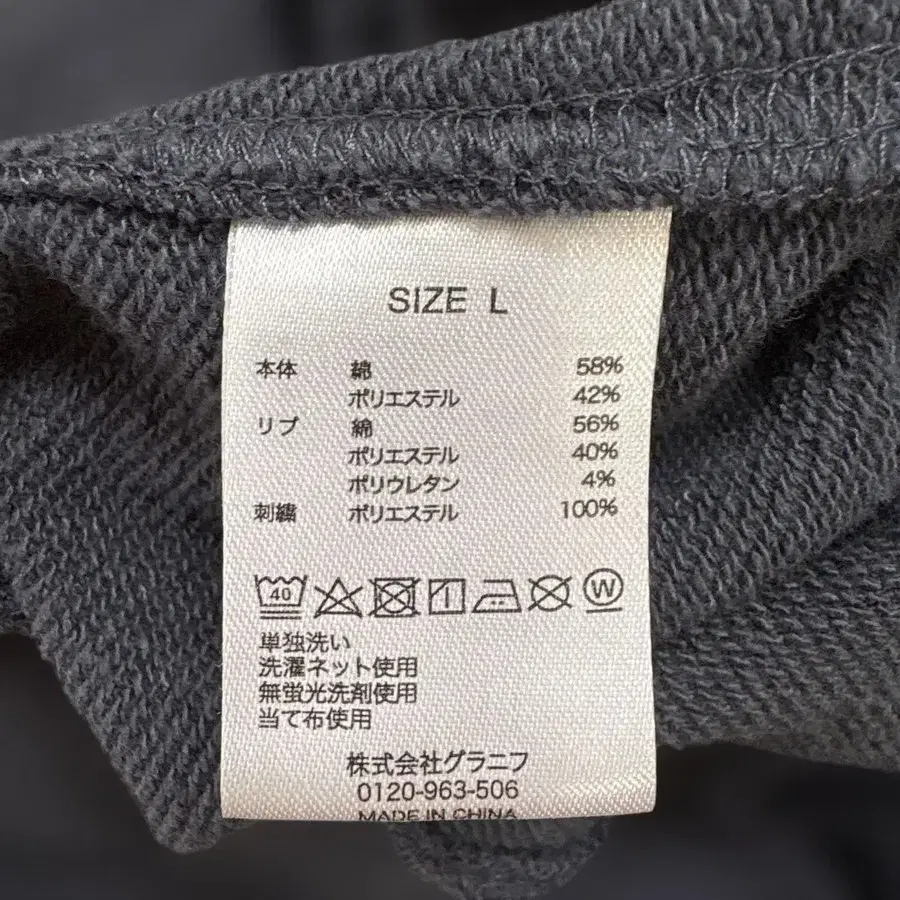 SIZE L
本体 綿 58%
ポリエステル 42%
リブ 綿 56%
ポリエステル 40%
ポリウレタン 4%
刺繍 ポリエステル 100%
40 W
単独洗い
洗濯ネット使用
無蛍光洗剤使用
当て布使用
株式会社グラニフ
0120-963-506
MADE IN CHINA